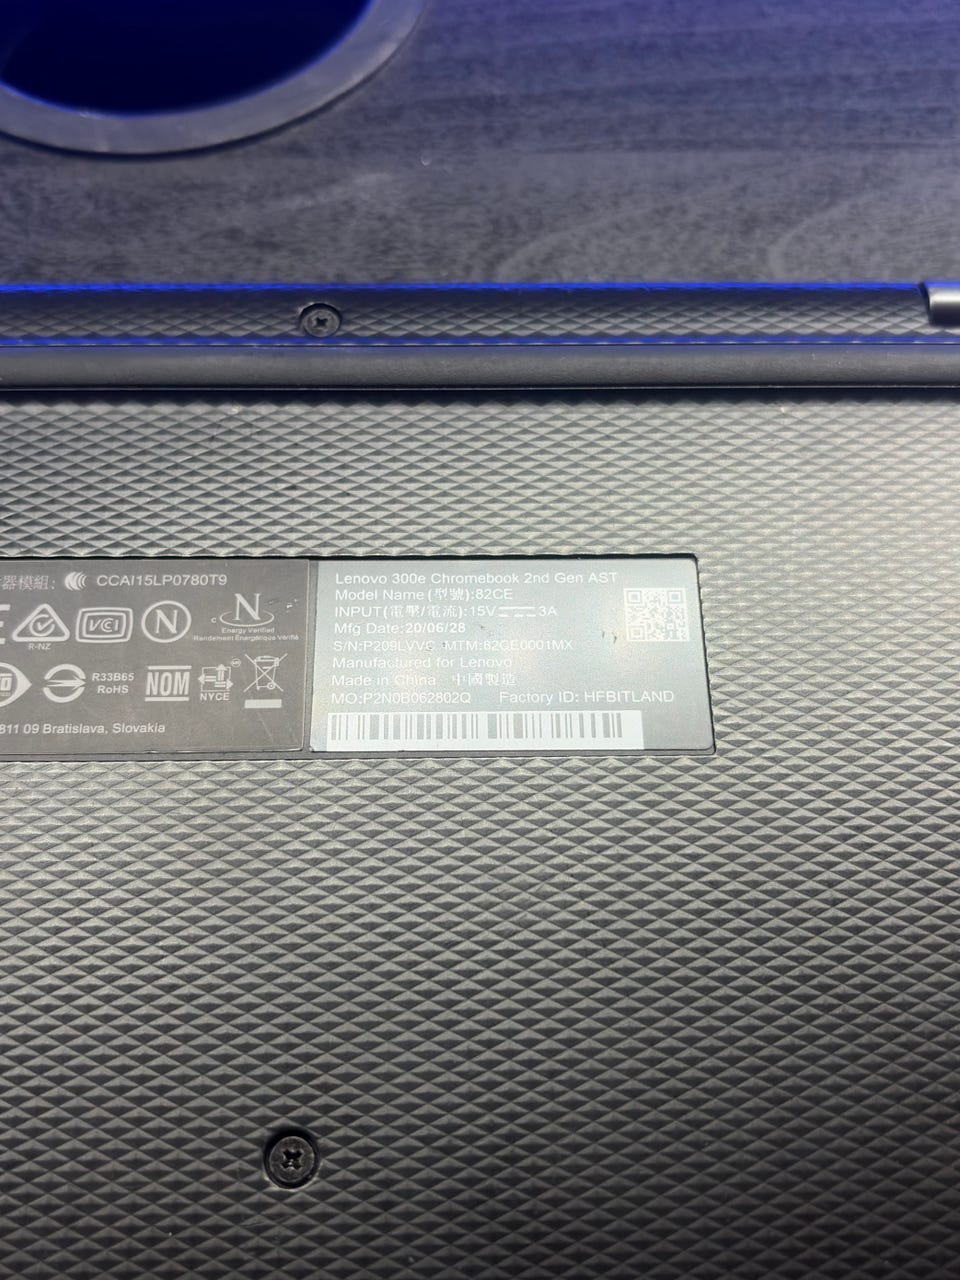 器模組: CCAI15LP0780T9
R-NZ
VCCI
N
N
Energy Verified
Rendement Énergétique Vérifié
R33B65
RoHS
NOM
NYCE
811 09 Bratislava, Slovakia
Lenovo 300e Chromebook 2nd Gen AST
Model Name(型號):82CE
INPUT(電壓/電流):15V⎓3A
Mfg Date:20/06/28
S/N:P209LVVC MTM:82CE0001MX
Manufactured for Lenovo
Made in China 中國製造
MO:P2N0B062802Q Factory ID: HFBITLAND